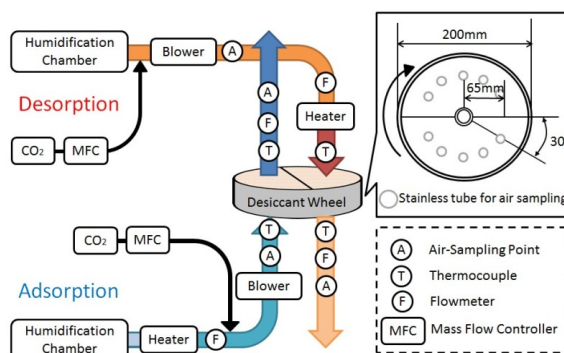 Humidification
Chamber
Blower
A
Desorption
CO₂
MFC
A
F
T
F
Heater
T
Desiccant Wheel
CO₂
MFC
T
A
Blower
T
F
A
Adsorption
Humidification
Chamber
Heater
F
200mm
65mm
30
Stainless tube for air sampling
A Air-Sampling Point
T Thermocouple
F Flowmeter
MFC Mass Flow Controller